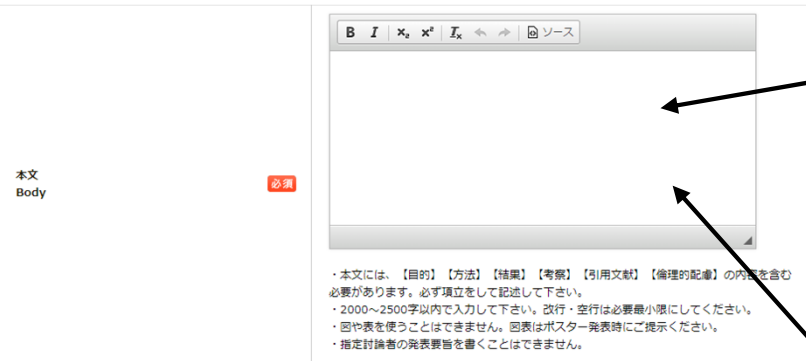 B I ×₂ ×² Tx ソース
本文
Body
必須
・本文には、【目的】【方法】【結果】【考察】【引用文献】【倫理的配慮】の内容を含む
必要があります。必ず項立をして記述して下さい。
・2000～2500字以内で入力して下さい。改行・空行は必要最小限にしてください。
・図や表を使うことはできません。図表はポスター発表時にご提示ください。
・指定討論者の発表要旨を書くことはできません。